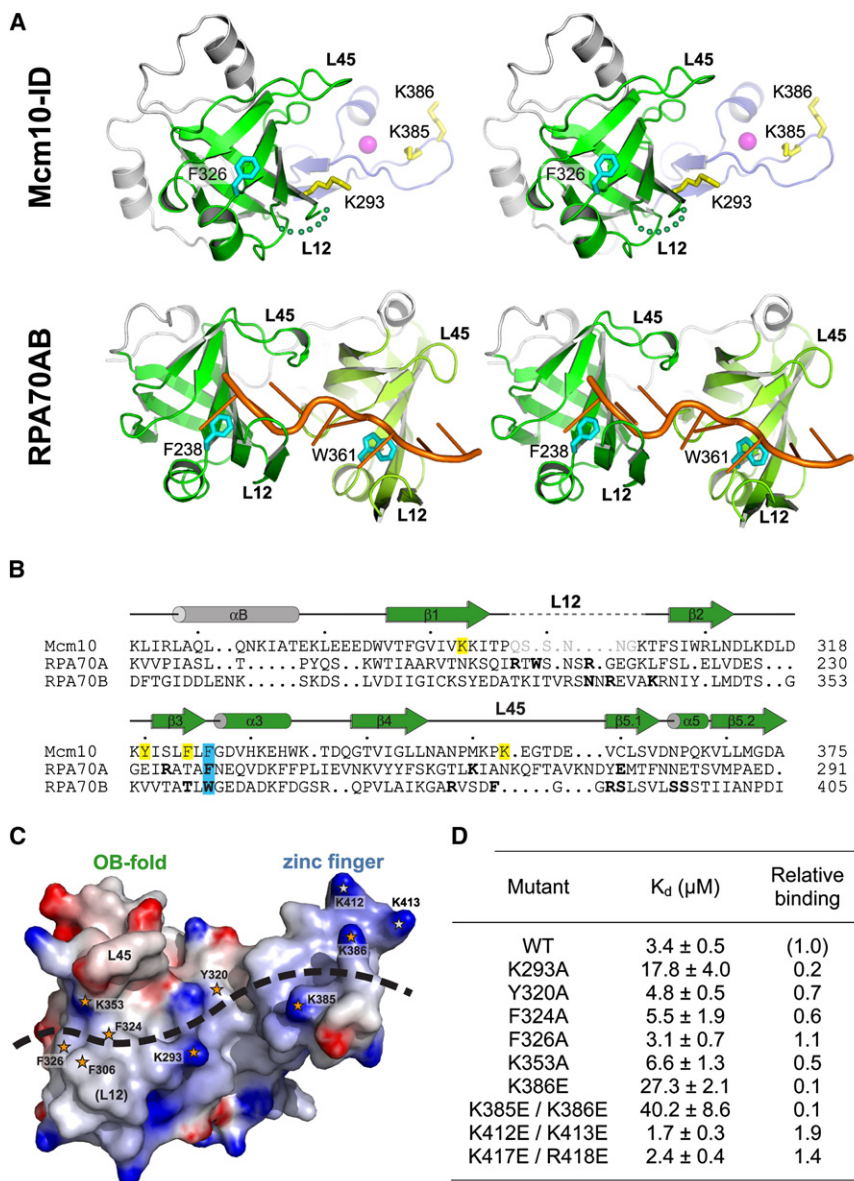 A
Mcm10-ID
L45
K386
K385
F326
K293
L12
L45
K386
K385
F326
K293
L12
RPA70AB
L45
L45
F238
W361
L12
L12
L45
L45
F238
W361
L12
L12
B
αB β1 L12 β2
Mcm10 KLIRLAQL..QNKIATEKLEEEDWVTFGVIVKKITPQS.S.N....NGKTFSIWRLNDLKDLD 318
RPA70A KVVPIASL.T.....PYQS.KWTIAARVTNKSQIRTWSNSR.GEGKLFSL.ELVDES... 230
RPA70B DFTGIDDLENK....SKDS.LVDIIGICKSYEDATKITVRSNNREVAKRNIY.LMDTS..G 353
β3 α3 β4 L45 β5.1 α5 β5.2
Mcm10 KYISLFLFGDVHKEHWK.TDQGTVIGLLNANPMKPK.EGTDE..VCLSVDNPQKVLLMGDA 375
RPA70A GEIRATAFNEQVDKFFPLIEVNKVYYFSKGTLKIANKQFTAVKNDYEMTFNNETSVMPAED. 291
RPA70B KVVTATLWGEDADKFDGSR..QPVLAIKGARVSDF.....G..GRSLSVLSSSTIIANPDI 405
C
OB-fold
zinc finger
K412
K413
K386
L45
Y320
K385
K353
F324
F326
K293
F306
(L12)
D
Mutant Kd (μM) Relative binding
WT 3.4 ± 0.5 (1.0)
K293A 17.8 ± 4.0 0.2
Y320A 4.8 ± 0.5 0.7
F324A 5.5 ± 1.9 0.6
F326A 3.1 ± 0.7 1.1
K353A 6.6 ± 1.3 0.5
K386E 27.3 ± 2.1 0.1
K385E / K386E 40.2 ± 8.6 0.1
K412E / K413E 1.7 ± 0.3 1.9
K417E / R418E 2.4 ± 0.4 1.4